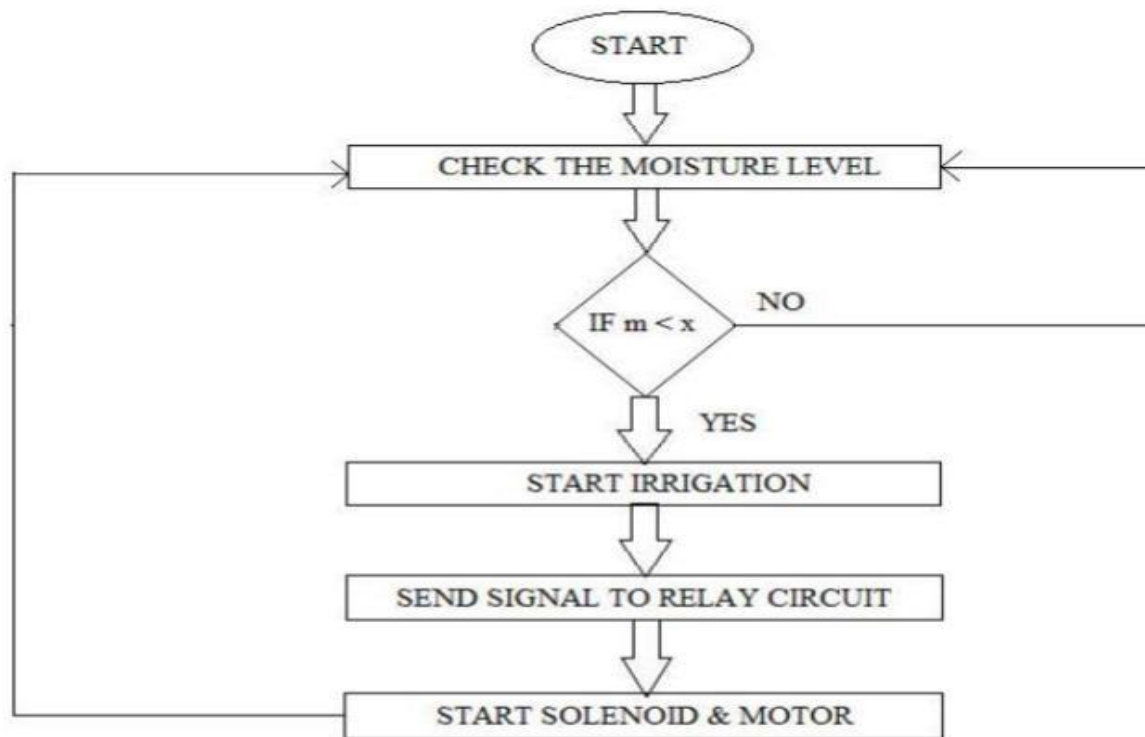 START
CHECK THE MOISTURE LEVEL
IF m < x
NO
YES
START IRRIGATION
SEND SIGNAL TO RELAY CIRCUIT
START SOLENOID & MOTOR